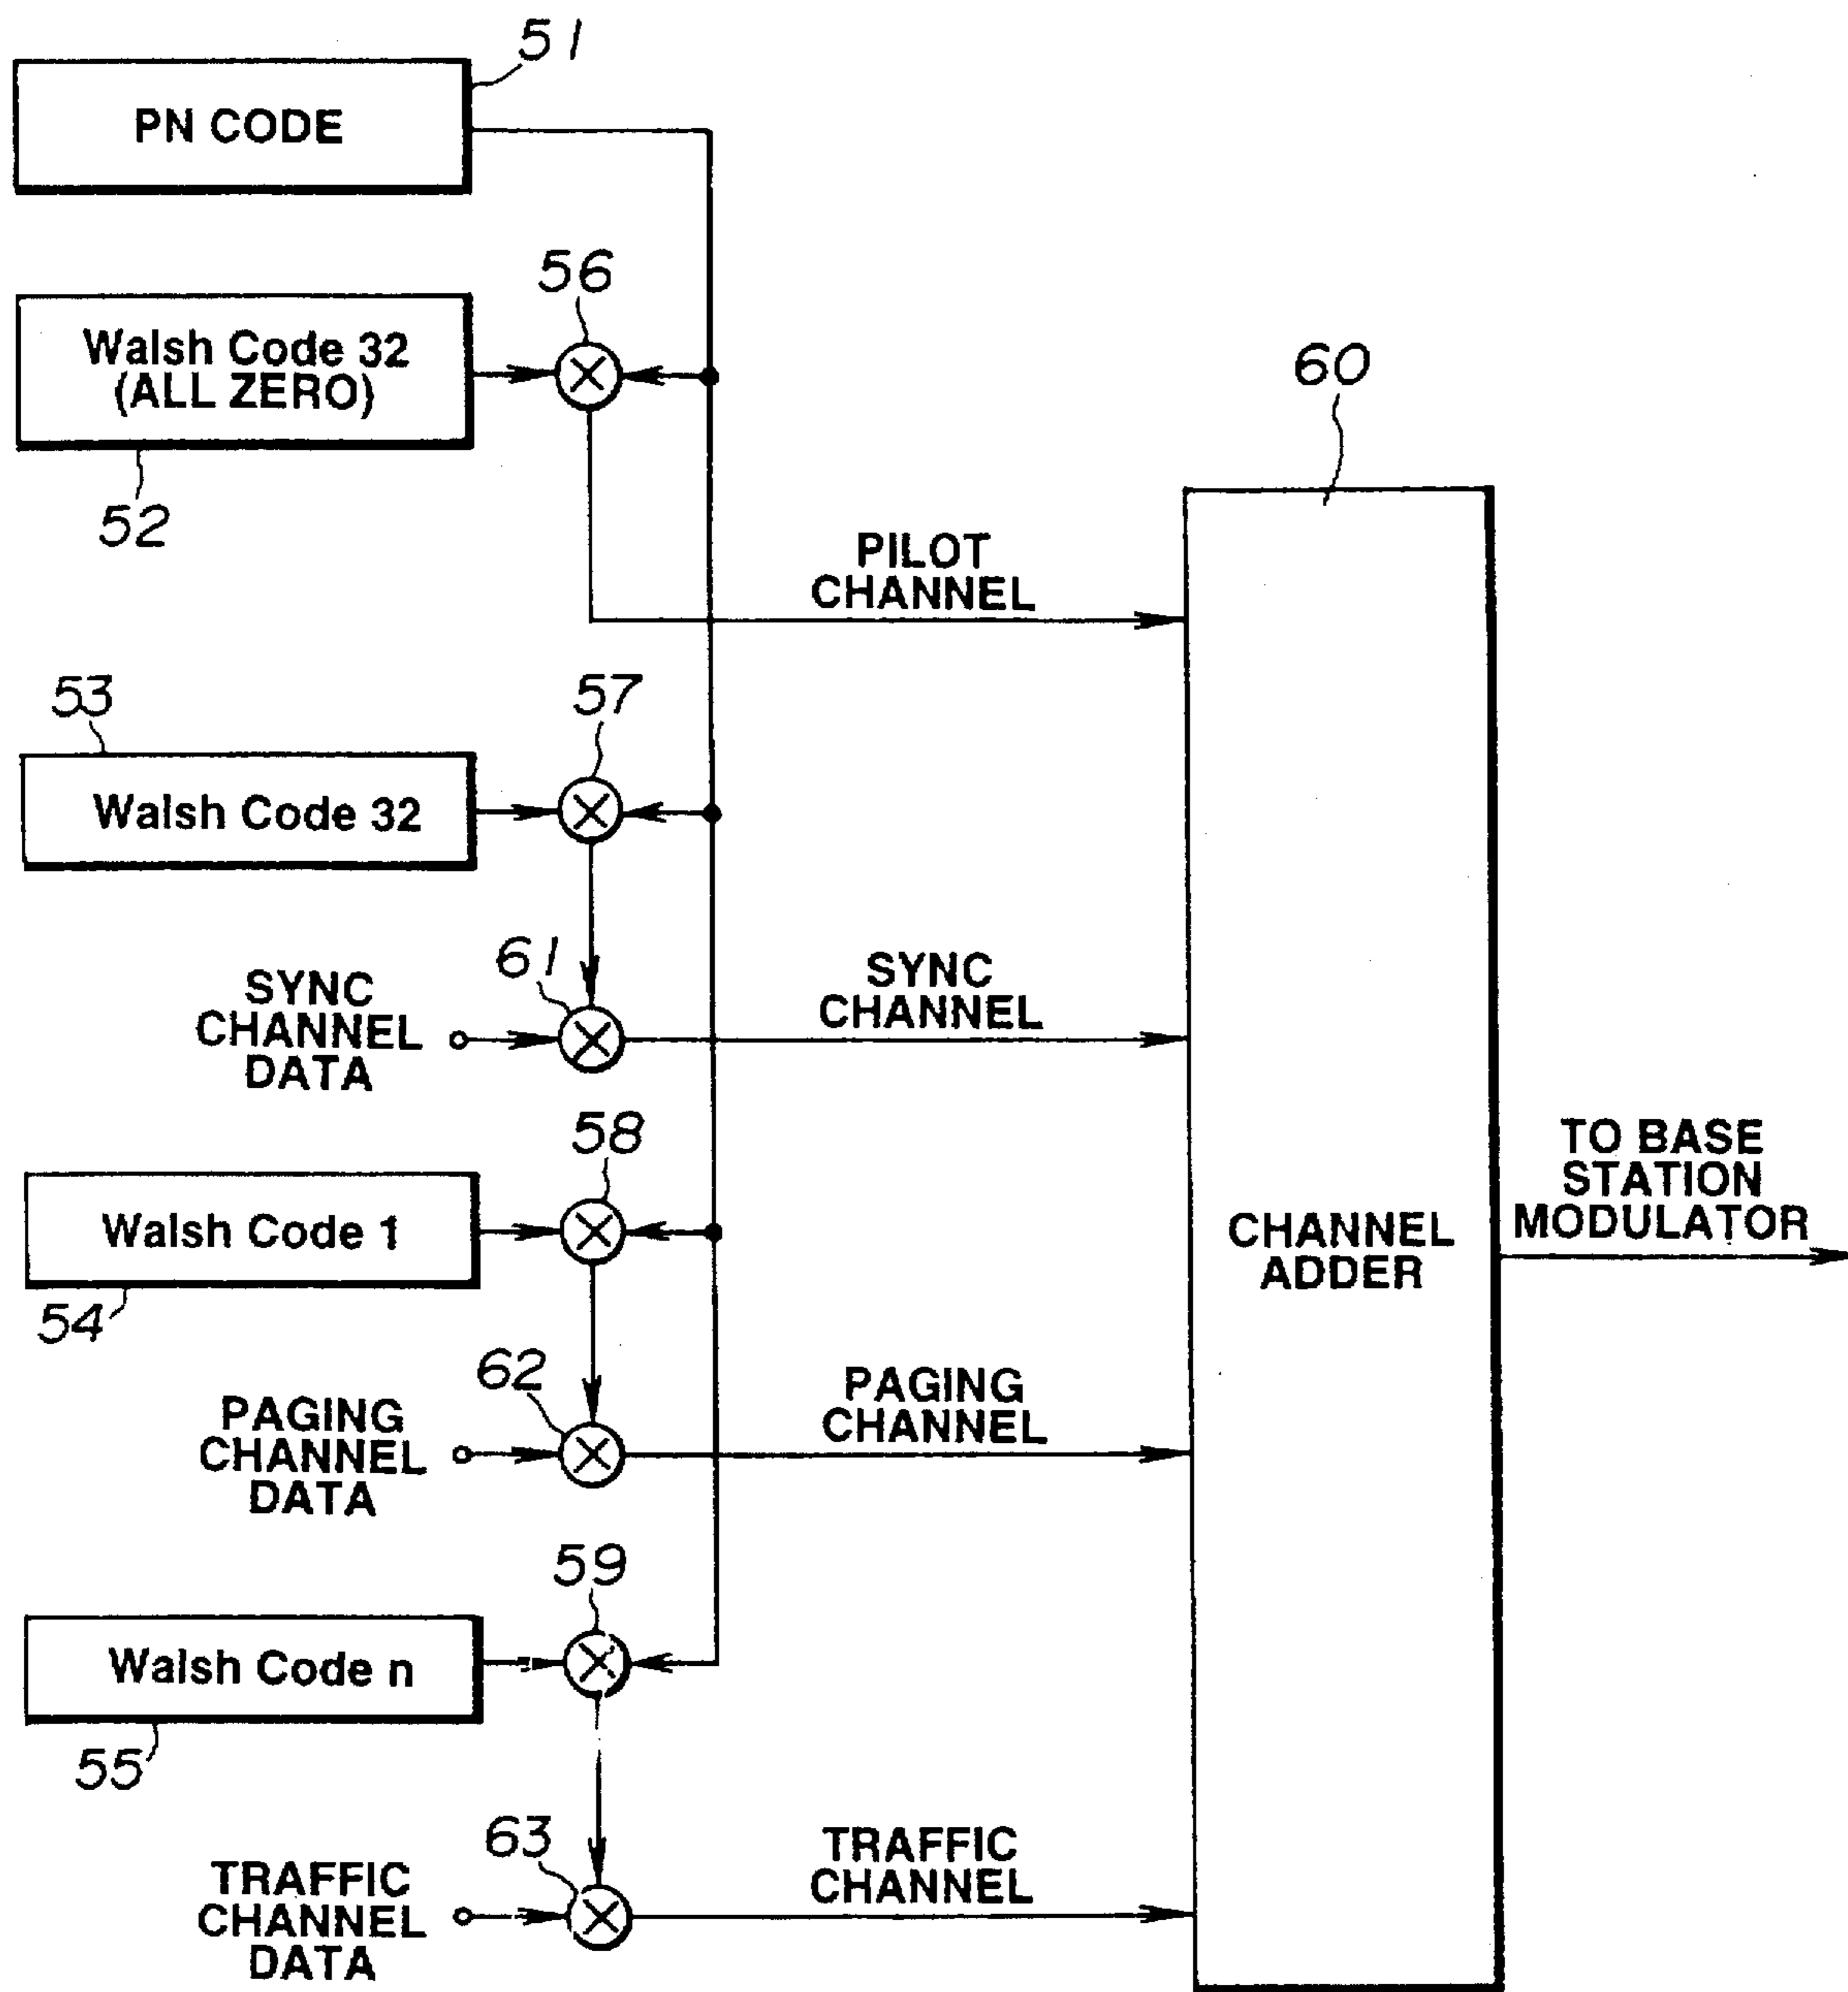 51
PN CODE
56
Walsh Code 32
(ALL ZERO)
52
60
PILOT
CHANNEL
53
57
Walsh Code 32
61
SYNC
CHANNEL
DATA
SYNC
CHANNEL
58
Walsh Code 1
54
CHANNEL
ADDER
TO BASE
STATION
MODULATOR
62
PAGING
CHANNEL
DATA
PAGING
CHANNEL
59
Walsh Code n
55
63
TRAFFIC
CHANNEL
DATA
TRAFFIC
CHANNEL